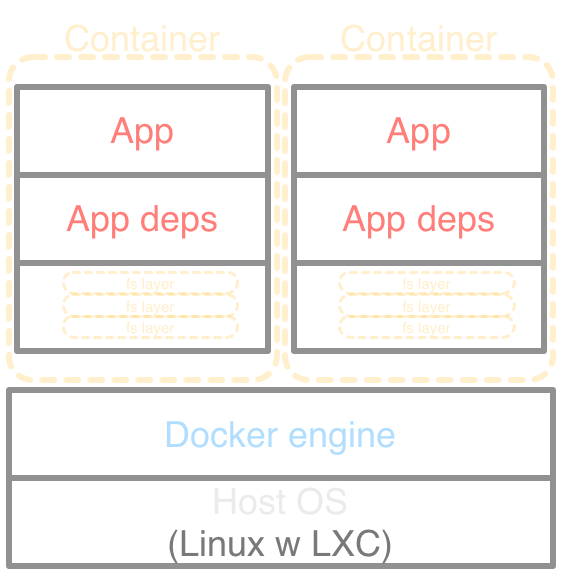 Container
Container
App
App
App deps
App deps
fs layer
fs layer
fs layer
fs layer
fs layer
fs layer
Docker engine
Host OS
(Linux w LXC)